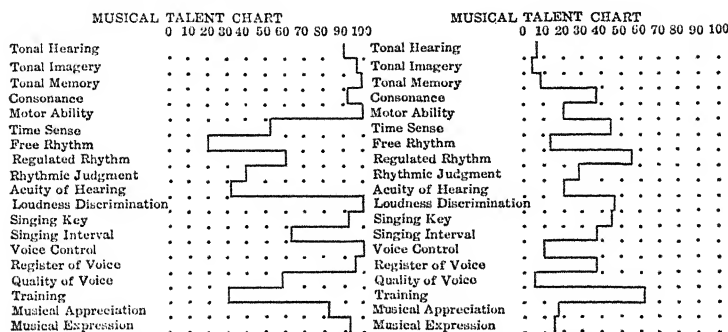 MUSICAL TALENT CHART
0 10 20 30 40 50 60 70 80 90 100
Tonal Hearing
Tonal Imagery
Tonal Memory
Consonance
Motor Ability
Time Sense
Free Rhythm
Regulated Rhythm
Rhythmic Judgment
Acuity of Hearing
Loudness Discrimination
Singing Key
Singing Interval
Voice Control
Register of Voice
Quality of Voice
Training
Musical Appreciation
Musical Expression
MUSICAL TALENT CHART
0 10 20 30 40 50 60 70 80 90 100
Tonal Hearing
Tonal Imagery
Tonal Memory
Consonance
Motor Ability
Time Sense
Free Rhythm
Regulated Rhythm
Rhythmic Judgment
Acuity of Hearing
Loudness Discrimination
Singing Key
Singing Interval
Voice Control
Register of Voice
Quality of Voice
Training
Musical Appreciation
Musical Expression